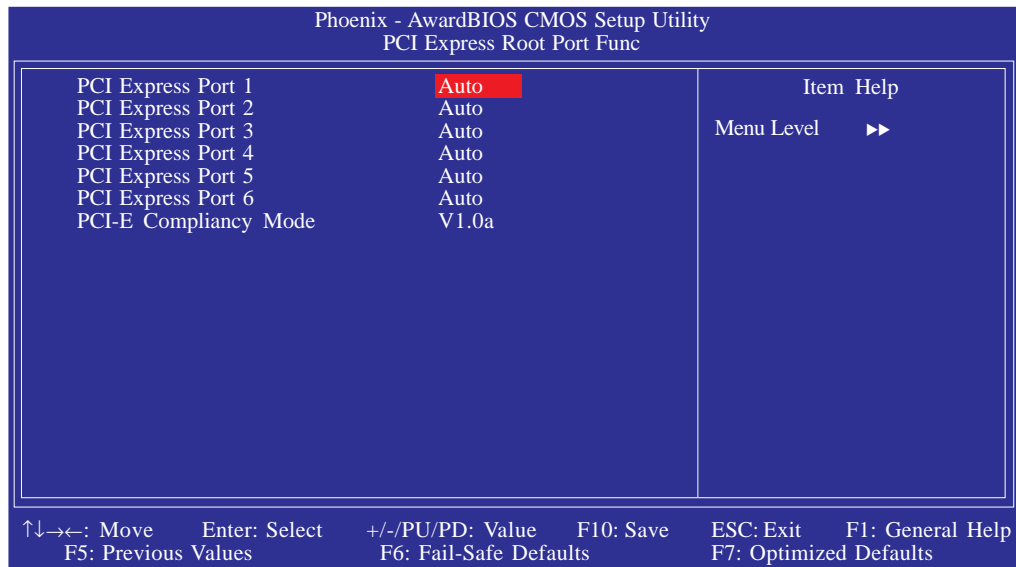 Phoenix - AwardBIOS CMOS Setup Utility
PCI Express Root Port Func
PCI Express Port 1 Auto
PCI Express Port 2 Auto
PCI Express Port 3 Auto
PCI Express Port 4 Auto
PCI Express Port 5 Auto
PCI Express Port 6 Auto
PCI-E Compliancy Mode V1.0a
Item Help
Menu Level ►►
↑↓→←: Move Enter: Select +/-/PU/PD: Value F10: Save ESC: Exit F1: General Help
F5: Previous Values F6: Fail-Safe Defaults F7: Optimized Defaults